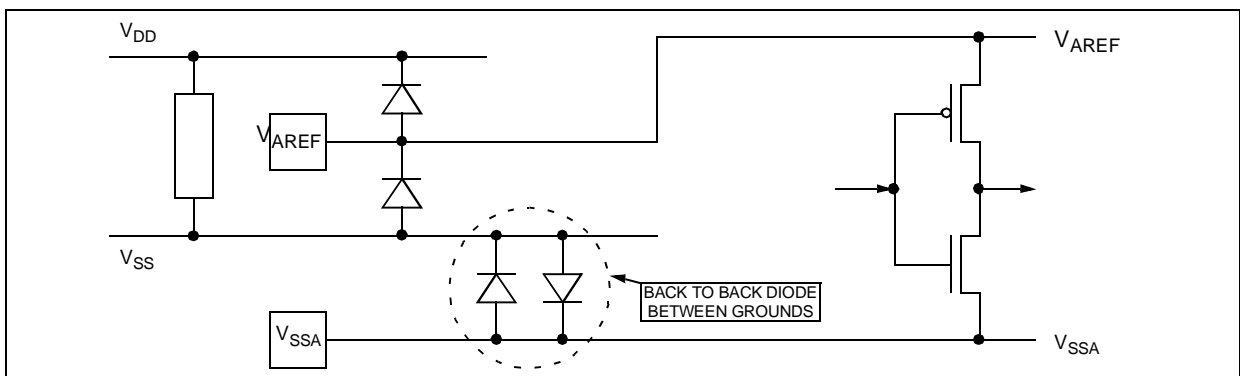 VDD
VAREF
VAREF
VSS
BACK TO BACK DIODE
BETWEEN GROUNDS
VSSA
VSSA